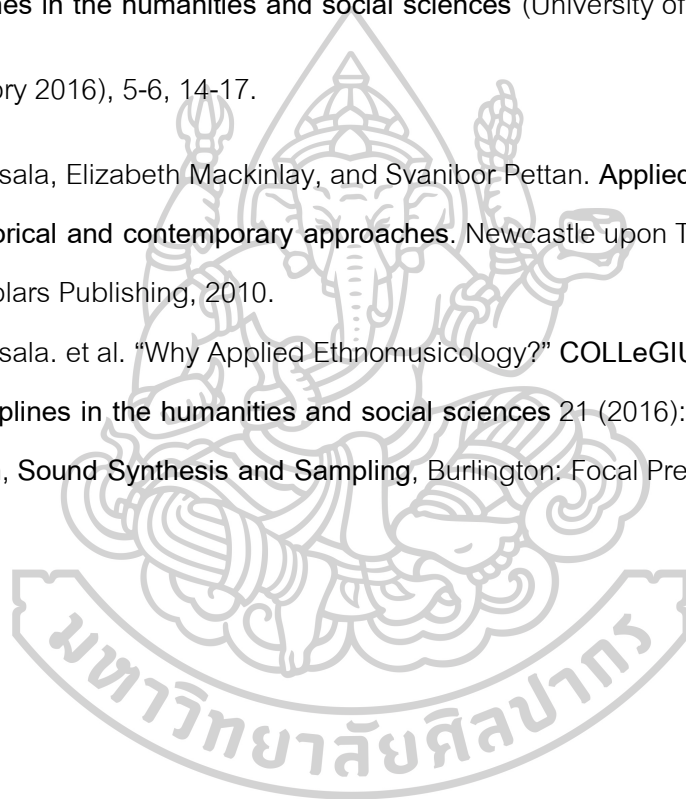 nes in the humanities and social sciences (University of
ory 2016), 5-6, 14-17.
sala, Elizabeth Mackinlay, and Svanibor Pettan. Applied
orical and contemporary approaches. Newcastle upon T
olars Publishing, 2010.
sala. et al. “Why Applied Ethnomusicology?” COLLeGIU
iplines in the humanities and social sciences 21 (2016):
, Sound Synthesis and Sampling, Burlington: Focal Pre
มหาวิทยาลัยศิลปากร